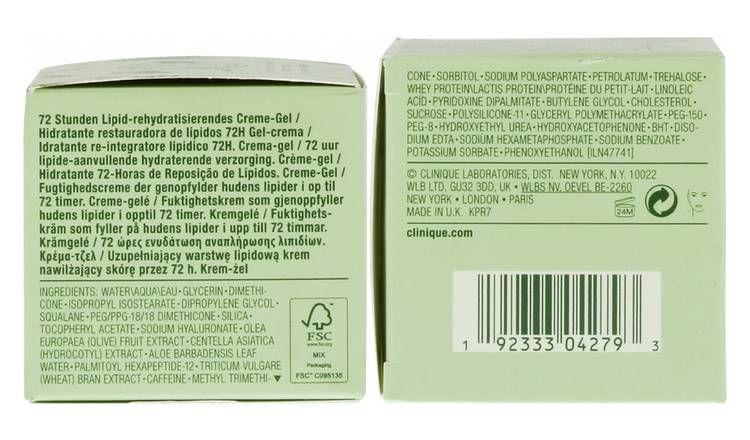 72 Stunden Lipid-rehydratisierendes Creme-Gel /
Hidratante restauradora de lípidos 72H Gel-crema /
Idratante re-integratore lipidico 72H. Crema-gel / 72 uur
lipide-aanvullende hydraterende verzorging. Crème-gel /
Hidratante 72-Horas de Reposição de Lípidos. Creme-Gel /
Fugtighedscreme der genopfylder hudens lipider i op til
72 timer. Creme-gelé / Fuktighetskrem som gjenoppfyller
hudens lipider i opptil 72 timer. Kremgelé / Fuktighets-
kräm som fyller på hudens lipider i upp till 72 timmar.
Krämgelé / 72 ώρες ενυδάτωση αναπλήρωσης λιπιδίων.
Κρέμα-τζελ / Uzupełniający warstwę lipidową krem
nawilżający skórę przez 72 h. Krem-żel
INGREDIENTS: WATER\AQUA\EAU • GLYCERIN • DIMETHI-
CONE • ISOPROPYL ISOSTEARATE • DIPROPYLENE GLYCOL •
SQUALANE • PEG/PPG-18/18 DIMETHICONE • SILICA •
TOCOPHERYL ACETATE • SODIUM HYALURONATE • OLEA
EUROPAEA (OLIVE) FRUIT EXTRACT • CENTELLA ASIATICA
(HYDROCOTYL) EXTRACT • ALOE BARBADENSIS LEAF
WATER • PALMITOYL HEXAPEPTIDE-12 • TRITICUM VULGARE
(WHEAT) BRAN EXTRACT • CAFFEINE • METHYL TRIMETHI- ▼
FSC
www.fsc.org
MIX
Packaging
FSC™ C095135
CONE • SORBITOL • SODIUM POLYASPARTATE • PETROLATUM • TREHALOSE •
WHEY PROTEIN\LACTIS PROTEIN\PROTÉINE DU PETIT-LAIT • LINOLEIC
ACID • PYRIDOXINE DIPALMITATE • BUTYLENE GLYCOL • CHOLESTEROL •
SUCROSE • POLYSILICONE-11 • GLYCERYL POLYMETHACRYLATE • PEG-150 •
PEG-8 • HYDROXYETHYL UREA • HYDROXYACETOPHENONE • BHT • DISO-
DIUM EDTA • SODIUM HEXAMETAPHOSPHATE • SODIUM BENZOATE •
POTASSIUM SORBATE • PHENOXYETHANOL [ILN47741]
© CLINIQUE LABORATORIES, DIST. NEW YORK, N.Y. 10022
WLB LTD. GU32 3DD, UK • WLBS NV. OEVEL BE-2260
NEW YORK • LONDON • PARIS
MADE IN U.K. KPR7
24M
clinique.com
1 92333 04279 3